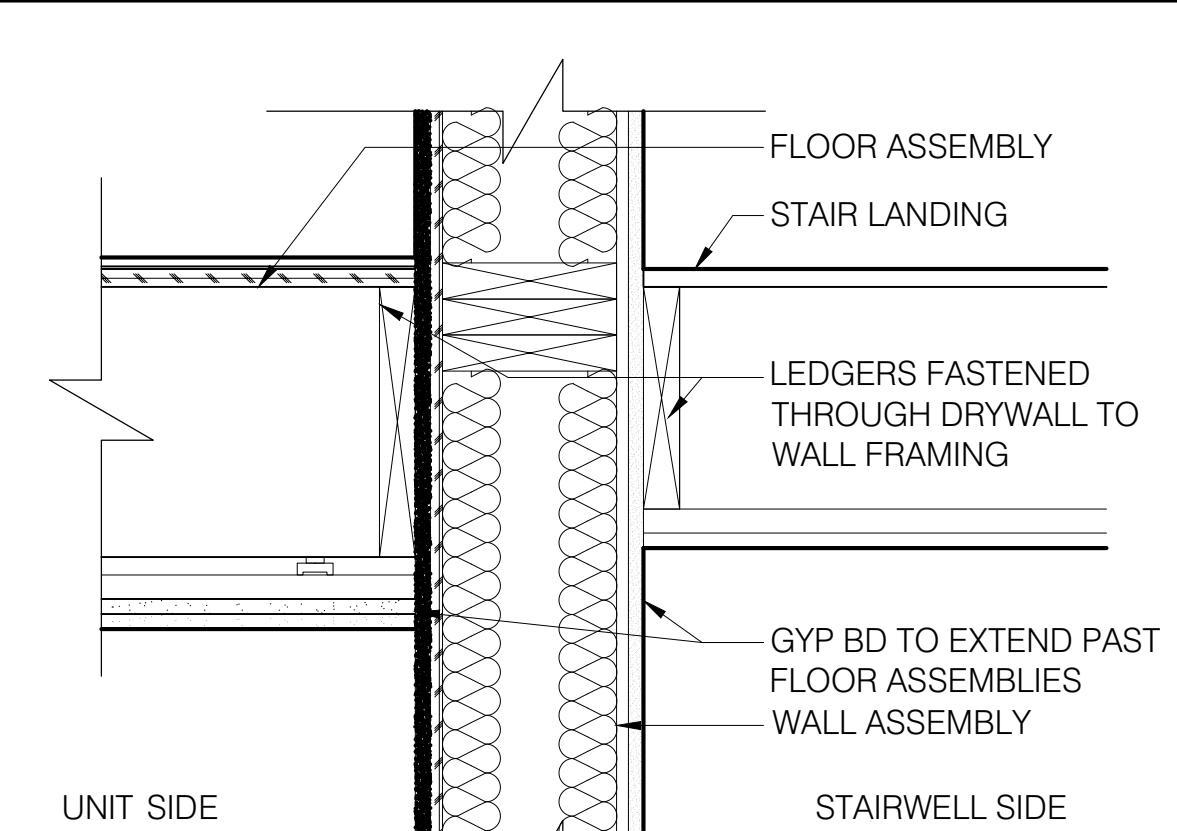 FLOOR ASSEMBLY
STAIR LANDING
LEDGERS FASTENED
THROUGH DRYWALL TO
WALL FRAMING
GYP BD TO EXTEND PAST
FLOOR ASSEMBLIES
WALL ASSEMBLY
UNIT SIDE
STAIRWELL SIDE